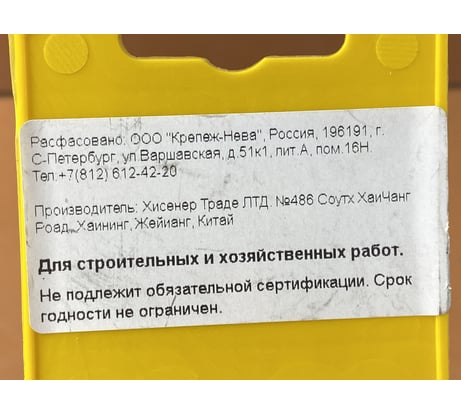 Расфасовано: ООО "Крепеж-Нева", Россия, 196191, г.
С-Петербург, ул.Варшавская, д.51к1, лит.А, пом.16Н.
Тел.+7(812) 612-42-20
Производитель: Хисенер Траде ЛТД. №486 Соутх ХаиЧанг
Роад, Хаининг, Жейианг, Китай
Для строительных и хозяйственных работ.
Не подлежит обязательной сертификации. Срок
годности не ограничен.